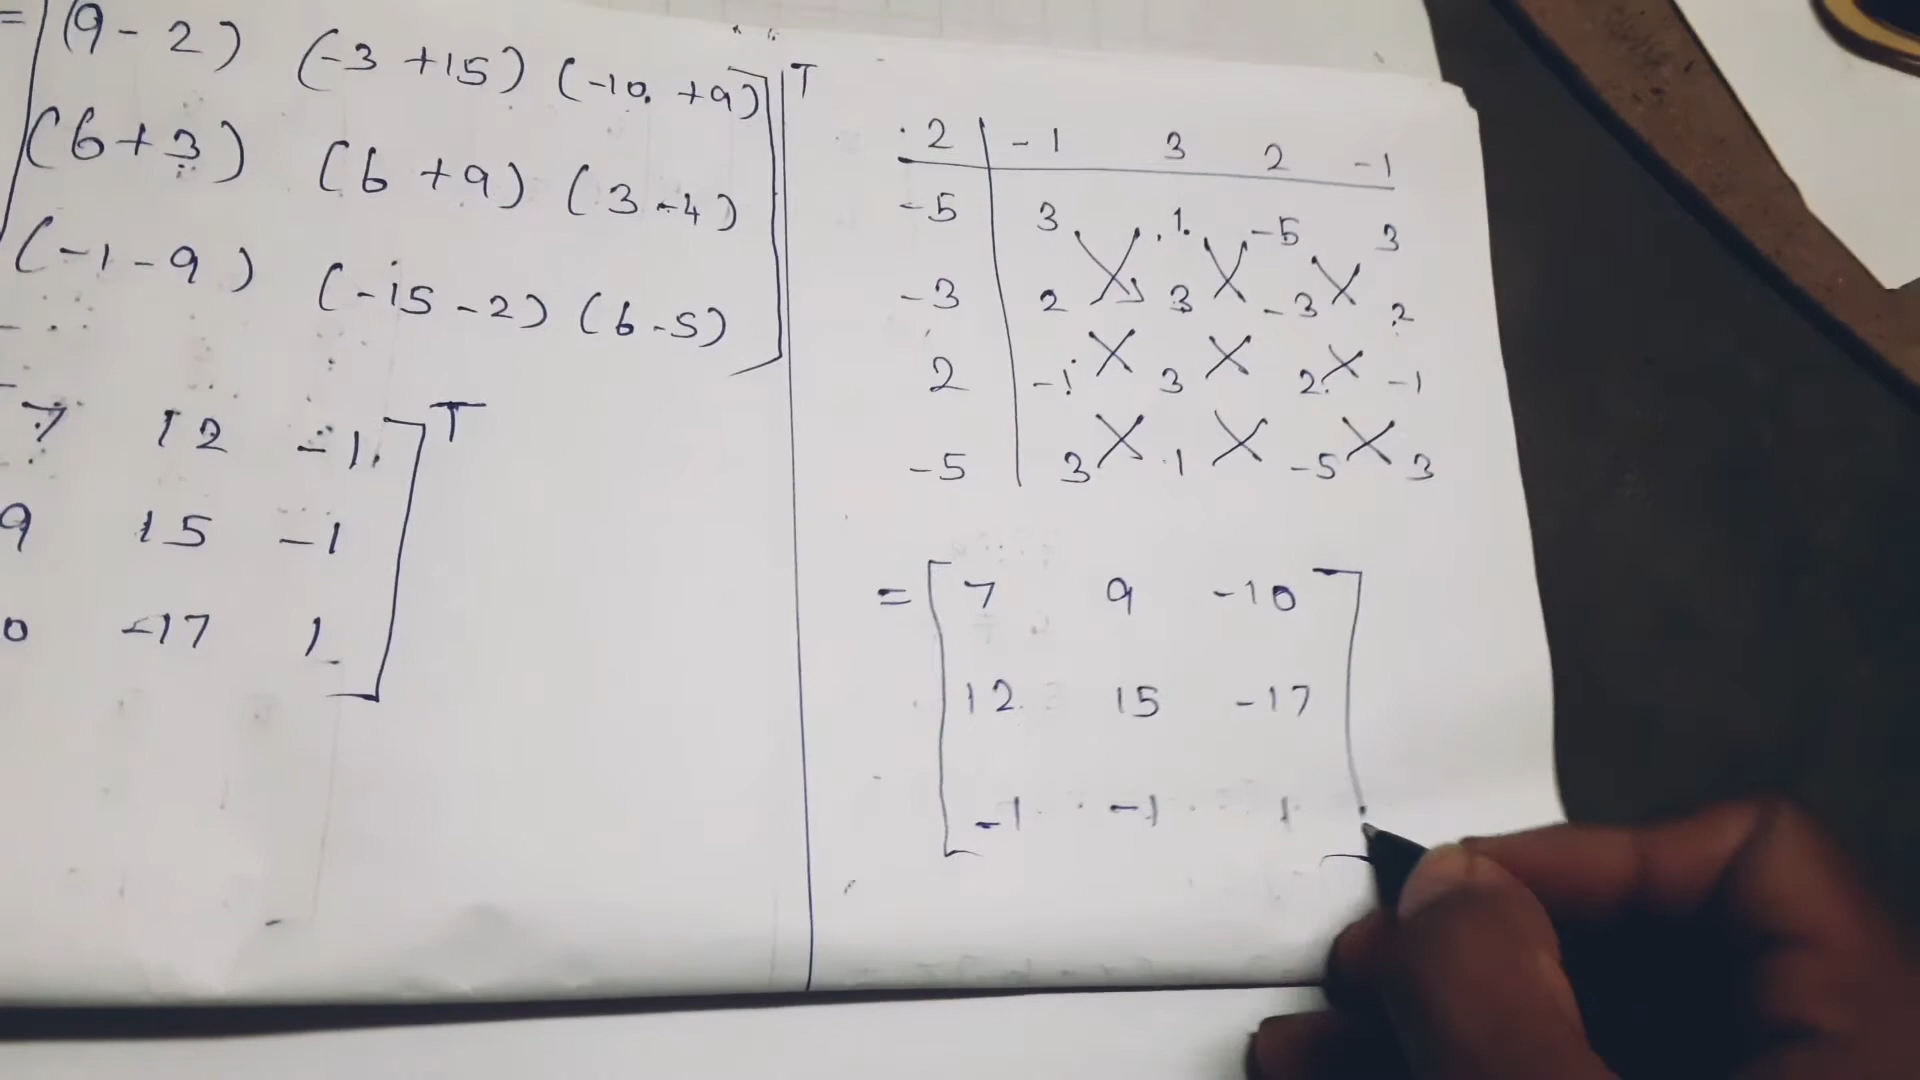 = (9 - 2) (-3 + 15) (-10 + 9) T
(6 + 3) (6 + 9) (3 - 4)
(-1 - 9) (-15 - 2) (6 - 5)
7 12 -1 T
9 15 -1
0 -17 1
2 -1 3 2 -1
-5 3 1 -5 3
-3 2 3 -3 2
2 -1 3 2 -1
-5 3 1 -5 3
= 7 9 -10
12 15 -17
-1 -1 1